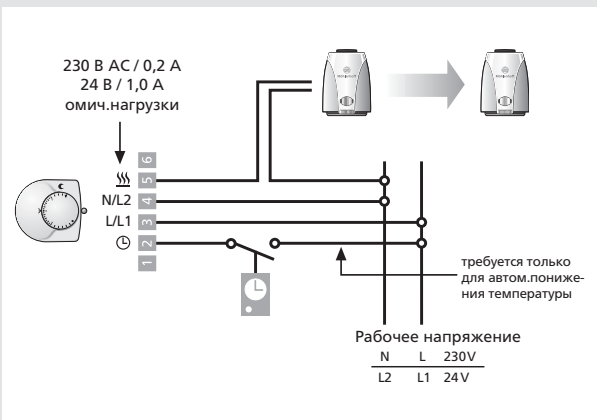 230 В AC / 0,2 А
24 В / 1,0 А
омич.нагрузки
6
5
N/L2 4
L/L1 3
2
1
требуется только
для автом.пониже-
ния температуры
Рабочее напряжение
N L 230V
L2 L1 24V